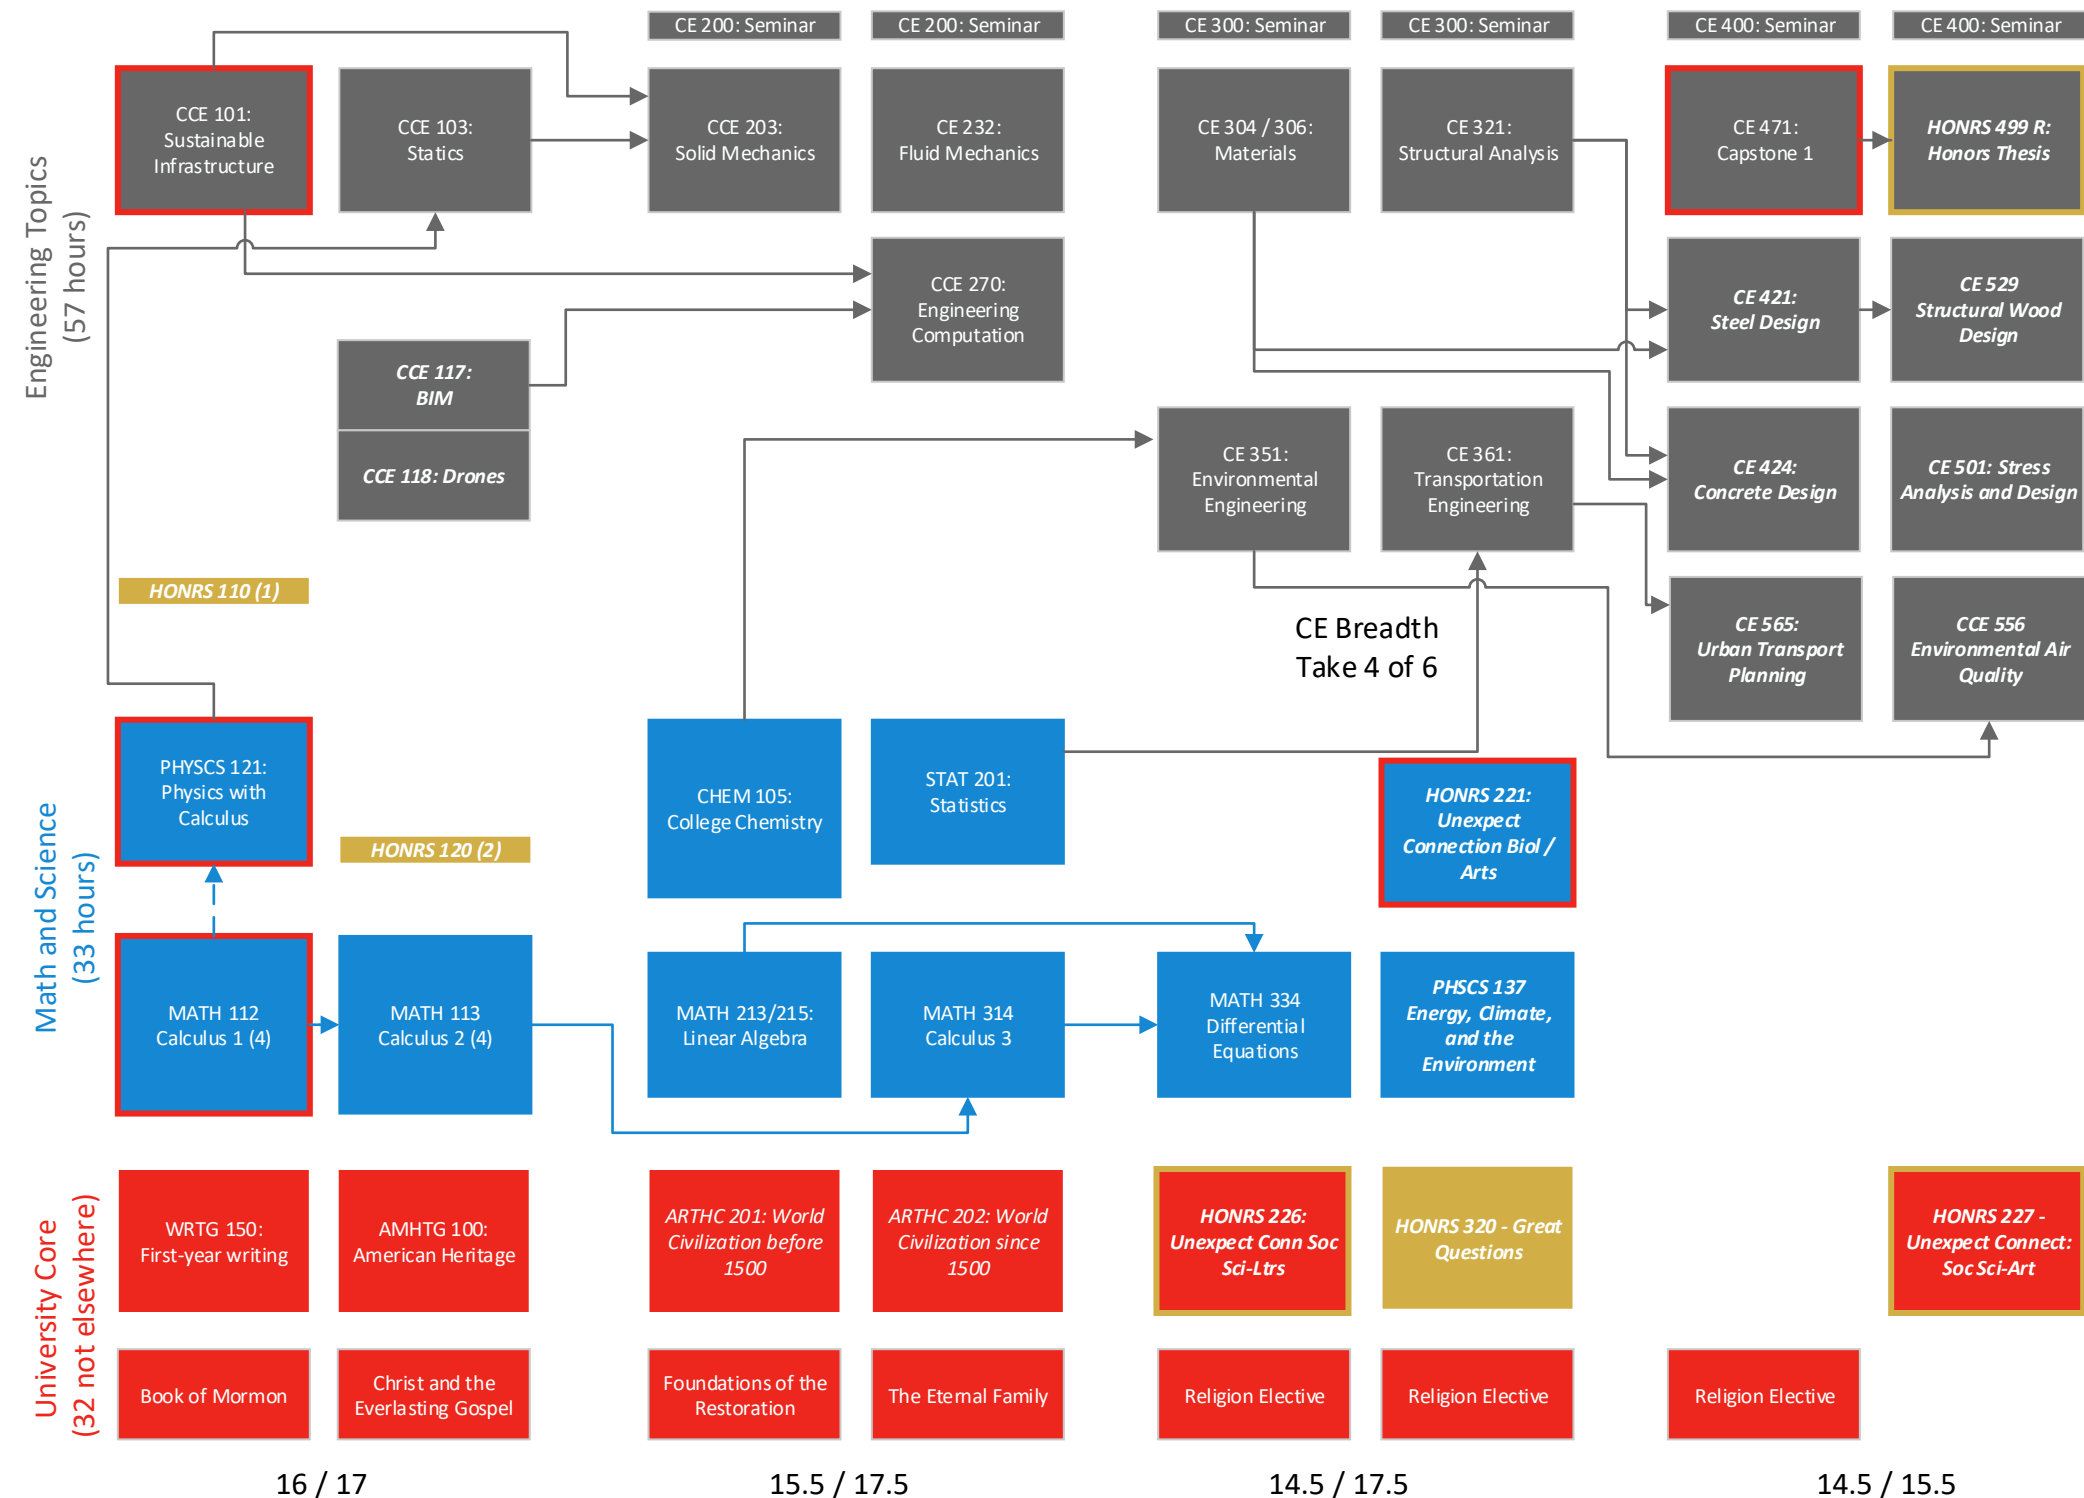 CE 200: Seminar
CE 200: Seminar
CE 300: Seminar
CE 300: Seminar
CE 400: Seminar
CE 400: Seminar
Engineering Topics
(57 hours)
CCE 101:
Sustainable
Infrastructure
CCE 103:
Statics
CCE 203:
Solid Mechanics
CE 232:
Fluid Mechanics
CE 304 / 306:
Materials
CE 321:
Structural Analysis
CE 471:
Capstone 1
HONRS 499 R:
Honors Thesis
CCE 270:
Engineering
Computation
CE 421:
Steel Design
CE 529
Structural Wood
Design
CCE 117:
BIM
CCE 118: Drones
CE 351:
Environmental
Engineering
CE 361:
Transportation
Engineering
CE 424:
Concrete Design
CE 501: Stress
Analysis and Design
HONRS 110 (1)
CE Breadth
Take 4 of 6
CE 565:
Urban Transport
Planning
CCE 556
Environmental Air
Quality
Math and Science
(33 hours)
PHYSCS 121:
Physics with
Calculus
HONRS 120 (2)
CHEM 105:
College Chemistry
STAT 201:
Statistics
HONRS 221:
Unexpect
Connection Biol /
Arts
MATH 112
Calculus 1 (4)
MATH 113
Calculus 2 (4)
MATH 213/215:
Linear Algebra
MATH 314
Calculus 3
MATH 334
Differential
Equations
PHSCS 137
Energy, Climate,
and the
Environment
University Core
(32 not elsewhere)
WRTG 150:
First-year writing
AMHTG 100:
American Heritage
ARTHC 201: World
Civilization before
1500
ARTHC 202: World
Civilization since
1500
HONRS 226:
Unexpect Conn Soc
Sci-Ltrs
HONRS 320 - Great
Questions
HONRS 227 -
Unexpect Connect:
Soc Sci-Art
Book of Mormon
Christ and the
Everlasting Gospel
Foundations of the
Restoration
The Eternal Family
Religion Elective
Religion Elective
Religion Elective
16 / 17
15.5 / 17.5
14.5 / 17.5
14.5 / 15.5